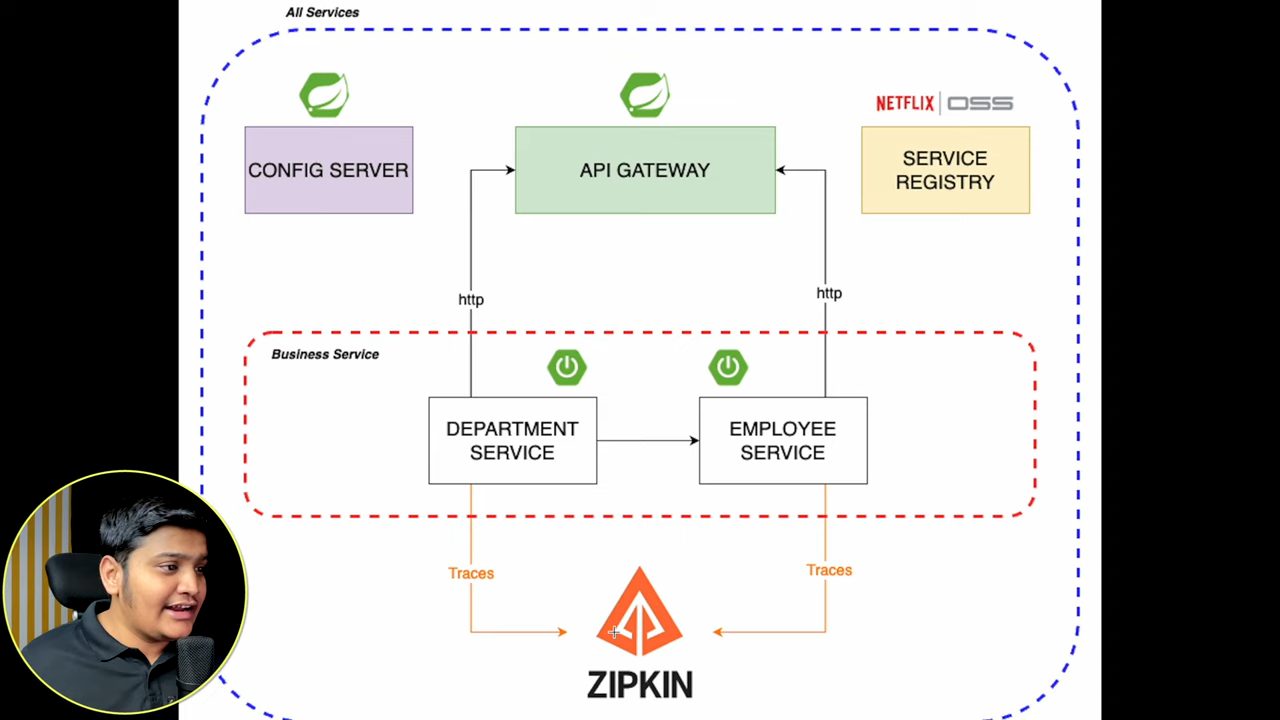 All Services
NETFLIX OSS
CONFIG SERVER
API GATEWAY
SERVICE
REGISTRY
http
http
Business Service
DEPARTMENT
SERVICE
EMPLOYEE
SERVICE
Traces
Traces
ZIPKIN